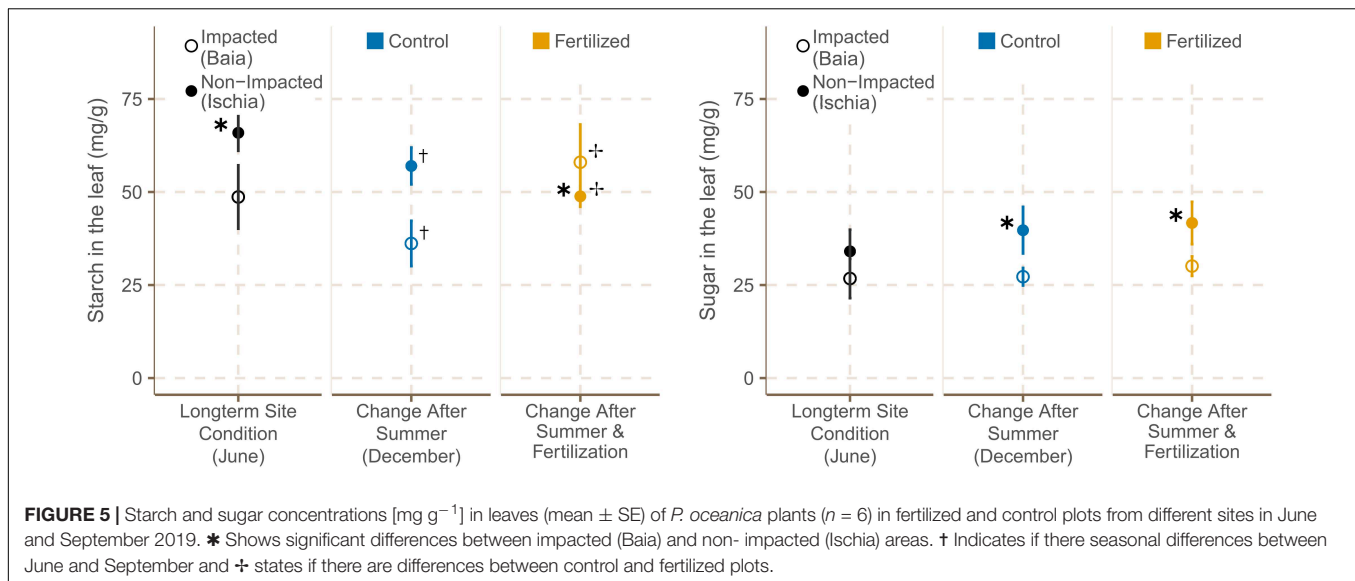 Impacted
(Baia)
Non−Impacted
(Ischia)
Control
Fertilized
Starch in the leaf (mg/g)
75
50
25
0
*
†
†
*
✢
✢
Longterm Site
Condition
(June)
Change After
Summer
(December)
Change After
Summer &
Fertilization
Impacted
(Baia)
Non−Impacted
(Ischia)
Control
Fertilized
Sugar in the leaf (mg/g)
75
50
25
0
*
*
Longterm Site
Condition
(June)
Change After
Summer
(December)
Change After
Summer &
Fertilization
FIGURE 5 | Starch and sugar concentrations [mg g−1] in leaves (mean ± SE) of P. oceanica plants (n = 6) in fertilized and control plots from different sites in June
and September 2019. ✱ Shows significant differences between impacted (Baia) and non- impacted (Ischia) areas. † Indicates if there seasonal differences between
June and September and ✢ states if there are differences between control and fertilized plots.